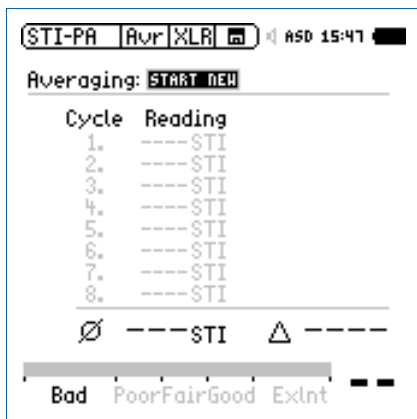 STI-PA Avr XLR ASD 15:47
Averaging: START NEW
Cycle Reading
1. ----STI
2. ----STI
3. ----STI
4. ----STI
5. ----STI
6. ----STI
7. ----STI
8. ----STI
Ø ---STI △ ----
Bad Poor Fair Good Exlnt --